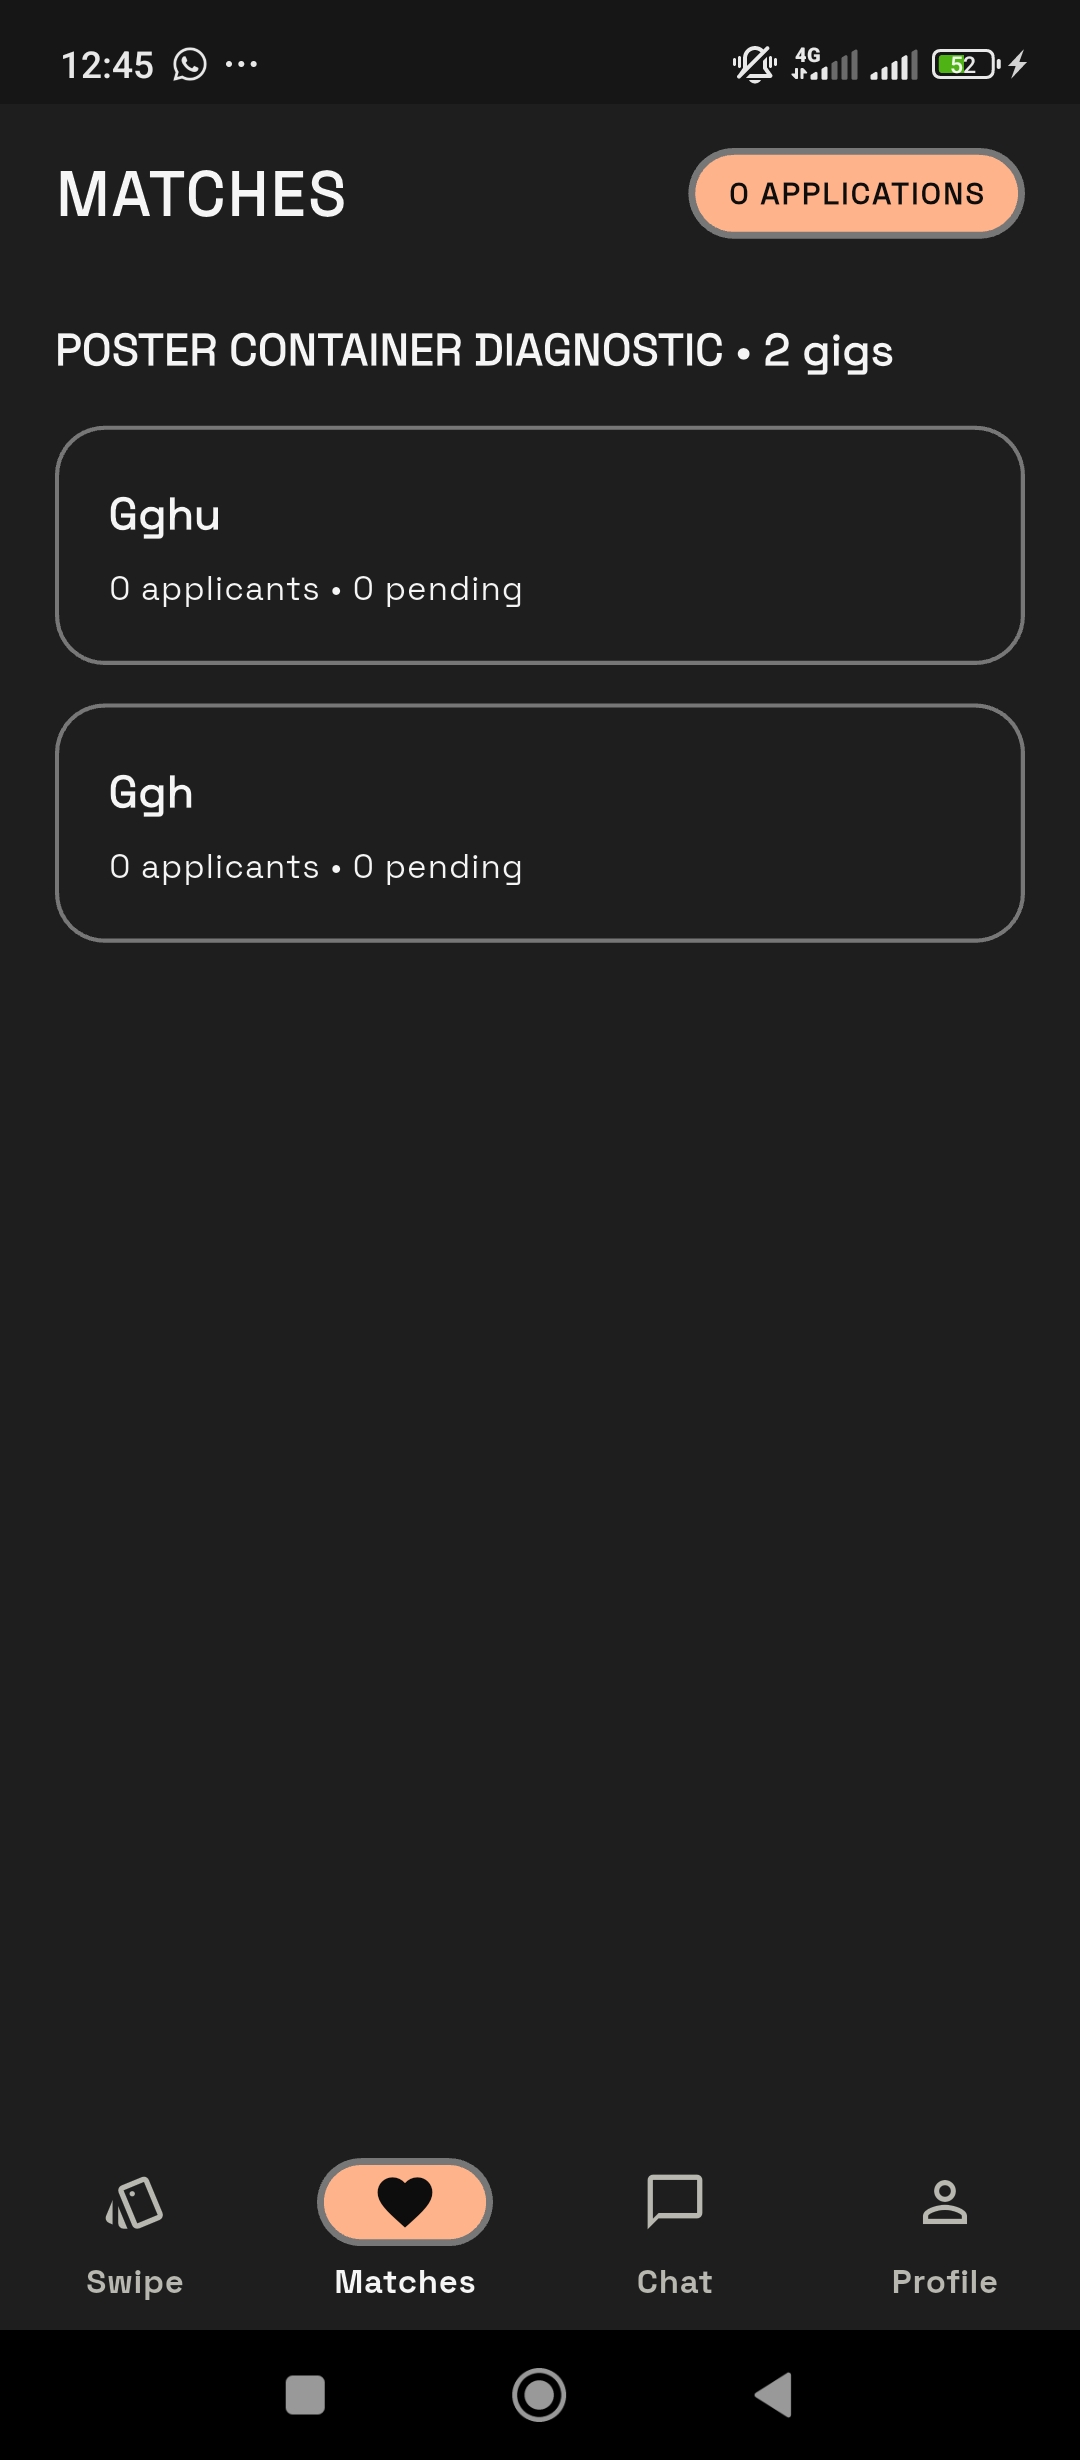 12:45 ... 4G 52
MATCHES
0 APPLICATIONS
POSTER CONTAINER DIAGNOSTIC • 2 gigs
Gghu
0 applicants • 0 pending
Ggh
0 applicants • 0 pending
Swipe Matches Chat Profile